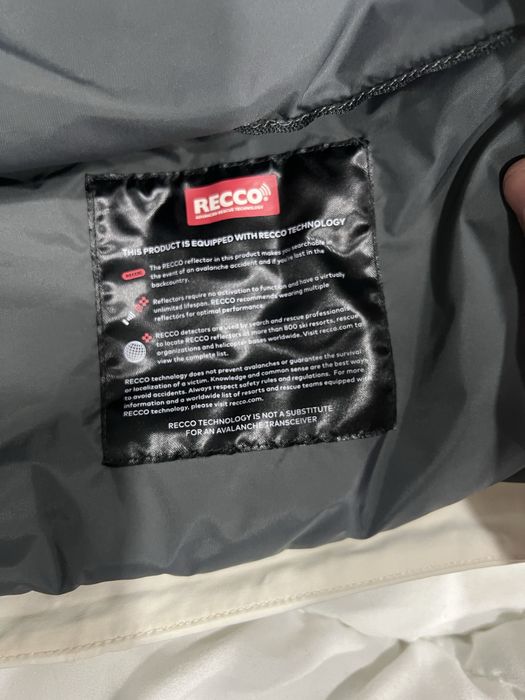 RECCO
ADVANCED RESCUE TECHNOLOGY
THIS PRODUCT IS EQUIPPED WITH RECCO TECHNOLOGY
RECCO
The RECCO reflector in this product makes you searchable in
the event of an avalanche accident and if you're lost in the
backcountry.
Reflectors require no activation to function and have a virtually
unlimited lifespan. RECCO recommends wearing multiple
reflectors for optimal performance.
RECCO detectors are used by search and rescue professionals
to locate RECCO reflectors at more than 600 ski resorts, rescue
organizations and helicopter bases worldwide. Visit recco.com to
view the complete list.
RECCO technology does not prevent avalanches or guarantee the survival
or localization of a victim. Knowledge and common sense are the best ways
to avoid accidents. Always respect safety rules and regulations. For more
information and a worldwide list of resorts and rescue teams equipped with
RECCO technology, please visit recco.com.
RECCO TECHNOLOGY IS NOT A SUBSTITUTE
FOR AN AVALANCHE TRANSCEIVER